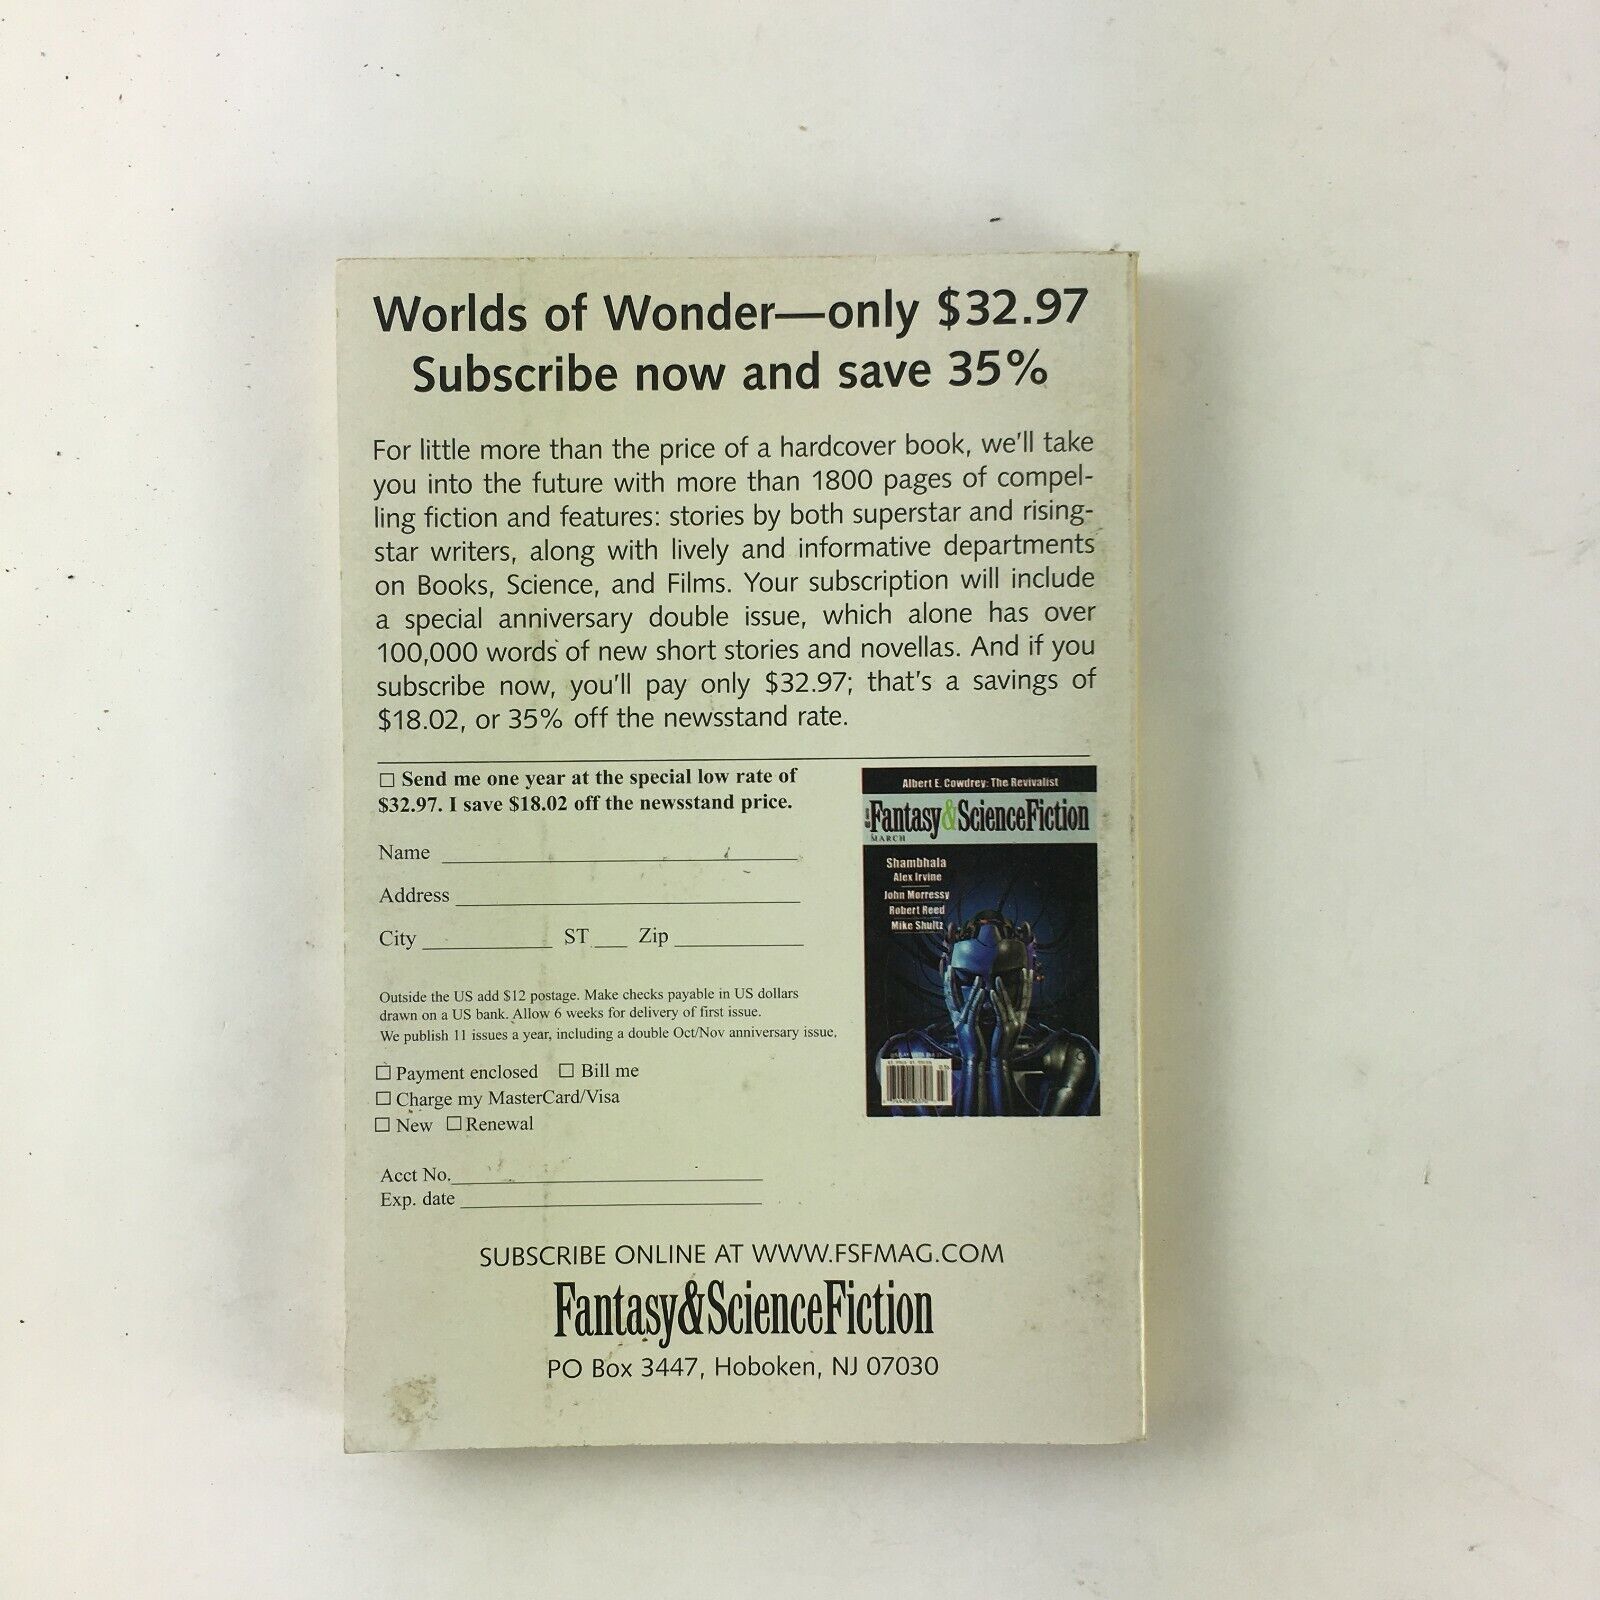 Worlds of Wonder—only $32.97
Subscribe now and save 35%
For little more than the price of a hardcover book, we'll take
you into the future with more than 1800 pages of compel-
ling fiction and features: stories by both superstar and rising-
star writers, along with lively and informative departments
on Books, Science, and Films. Your subscription will include
a special anniversary double issue, which alone has over
100,000 words of new short stories and novellas. And if you
subscribe now, you'll pay only $32.97; that's a savings of
$18.02, or 35% off the newsstand rate.
☐ Send me one year at the special low rate of
$32.97. I save $18.02 off the newsstand price.
Name
Address
City ST Zip
Outside the US add $12 postage. Make checks payable in US dollars
drawn on a US bank. Allow 6 weeks for delivery of first issue.
We publish 11 issues a year, including a double Oct/Nov anniversary issue.
☐ Payment enclosed ☐ Bill me
☐ Charge my MasterCard/Visa
☐ New ☐ Renewal
Acct No.
Exp. date
Albert E. Cowdrey: The Revivalist
Fantasy&ScienceFiction
MARCH
Shambhala
Alex Irvine
John Morressy
Robert Reed
Mike Shultz
SUBSCRIBE ONLINE AT WWW.FSFMAG.COM
Fantasy&ScienceFiction
PO Box 3447, Hoboken, NJ 07030